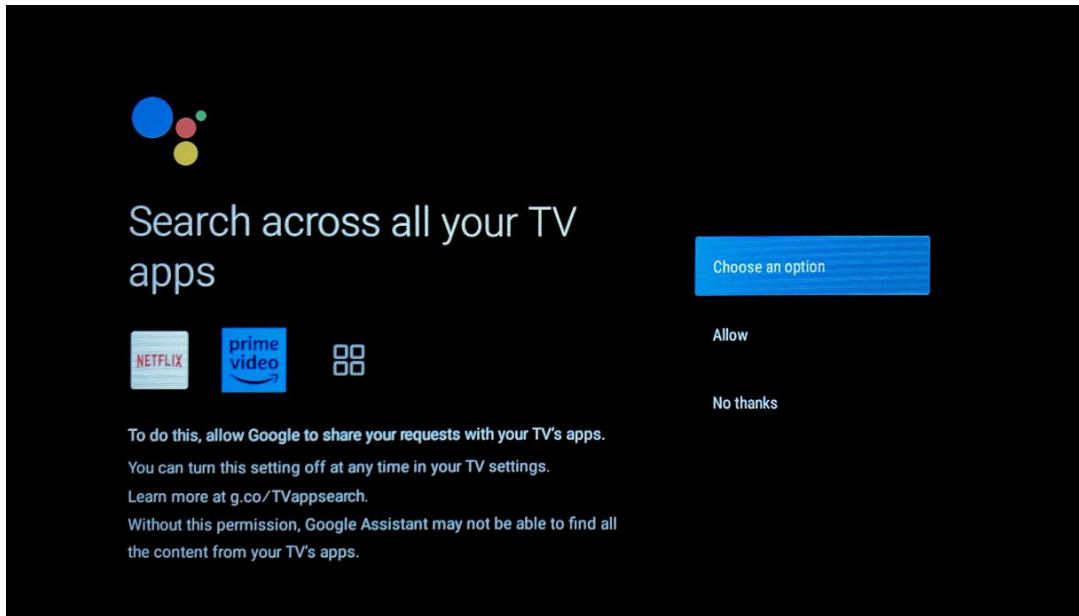 Search across all your TV
apps
NETFLIX
prime
video
To do this, allow Google to share your requests with your TV's apps.
You can turn this setting off at any time in your TV settings.
Learn more at g.co/TVappsearch.
Without this permission, Google Assistant may not be able to find all
the content from your TV's apps.
Choose an option
Allow
No thanks